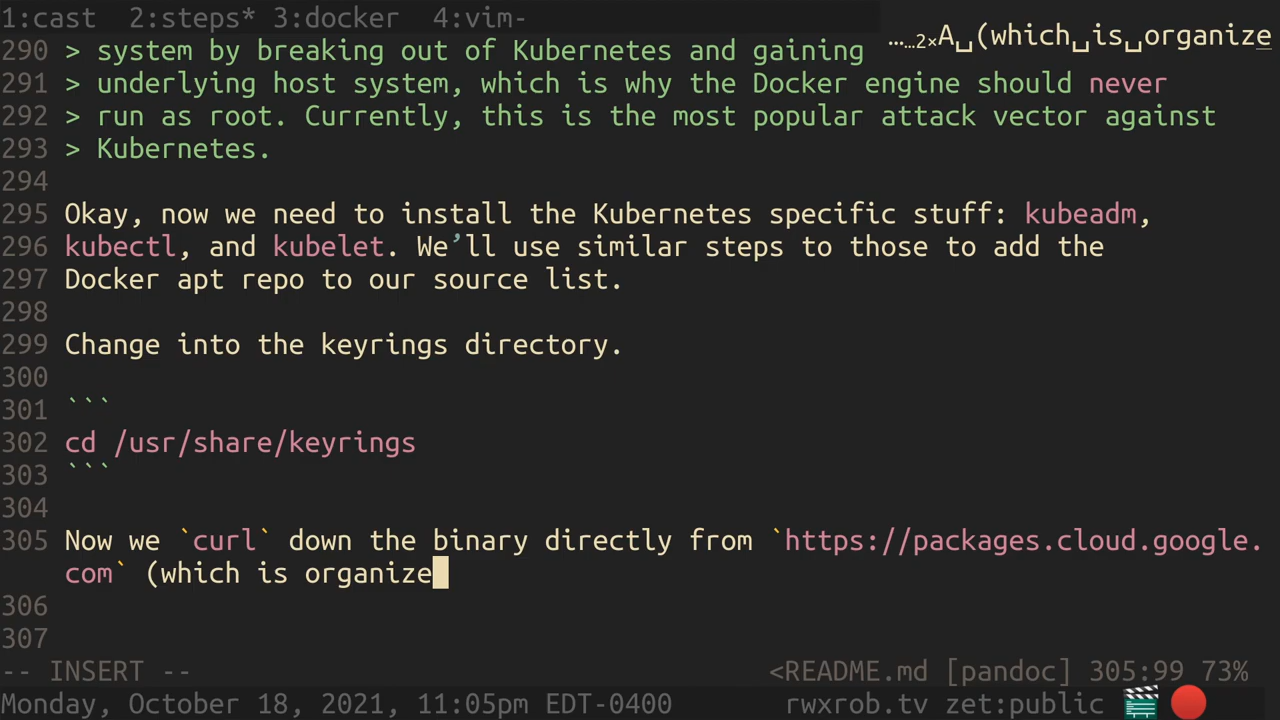 1:cast  2:steps* 3:docker  4:vim-
……2×A␣(which␣is␣organize
290 > system by breaking out of Kubernetes and gaining
291 > underlying host system, which is why the Docker engine should never
292 > run as root. Currently, this is the most popular attack vector against
293 > Kubernetes.
294
295 Okay, now we need to install the Kubernetes specific stuff: kubeadm,
296 kubectl, and kubelet. We’ll use similar steps to those to add the
297 Docker apt repo to our source list.
298
299 Change into the keyrings directory.
300
301 ```
302 cd /usr/share/keyrings
303 ```
304
305 Now we `curl` down the binary directly from `https://packages.cloud.google.
com` (which is organize
306
307
-- INSERT -- <README.md [pandoc] 305:99 73%
Monday, October 18, 2021, 11:05pm EDT-0400 rwxrob.tv zet:public